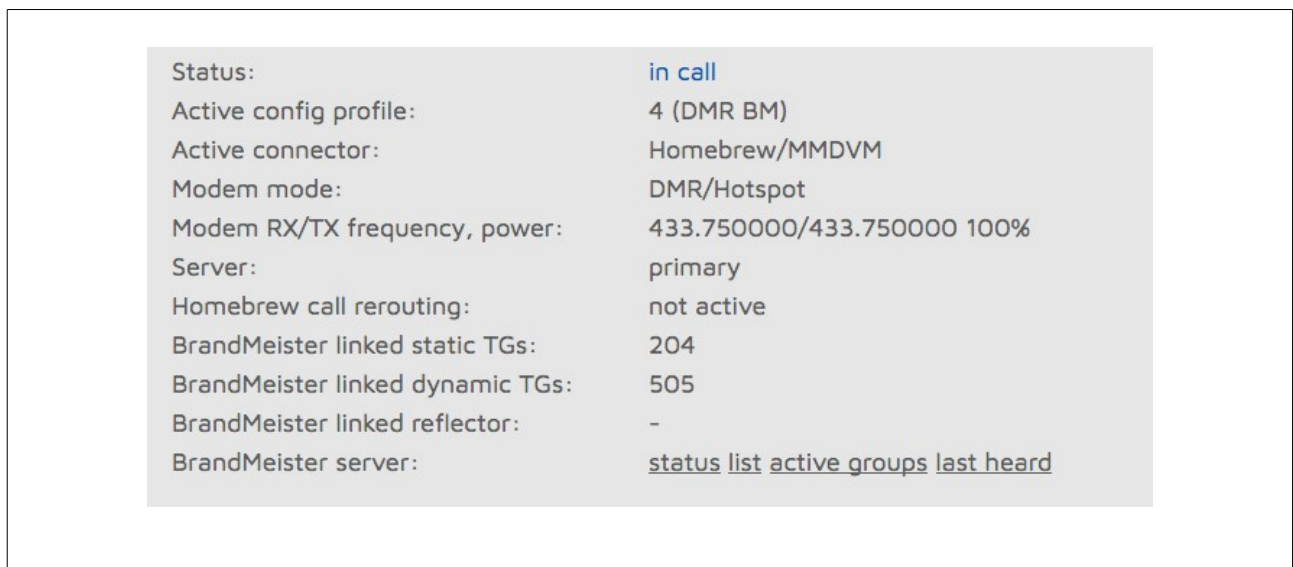 Status: in call
Active config profile: 4 (DMR BM)
Active connector: Homebrew/MMDVM
Modem mode: DMR/Hotspot
Modem RX/TX frequency, power: 433.750000/433.750000 100%
Server: primary
Homebrew call rerouting: not active
BrandMeister linked static TGs: 204
BrandMeister linked dynamic TGs: 505
BrandMeister linked reflector: -
BrandMeister server: status list active groups last heard